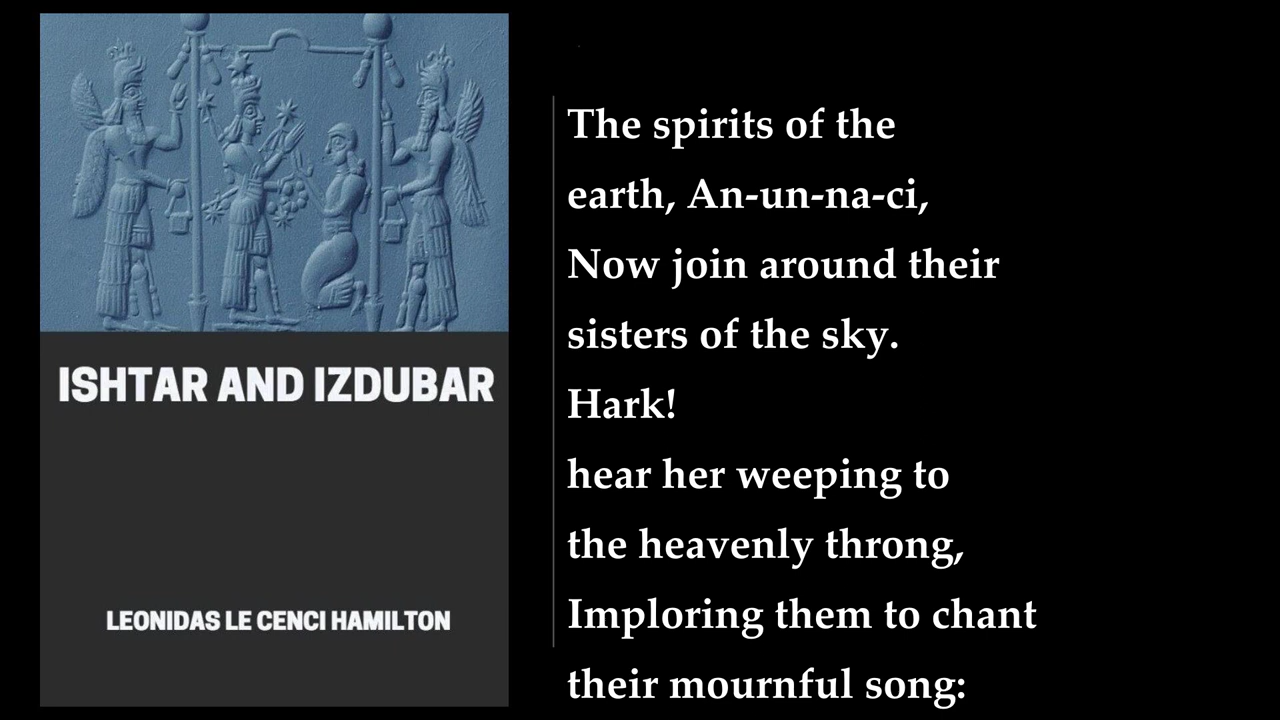 ISHTAR AND IZDUBAR
LEONIDAS LE CENCI HAMILTON
The spirits of the
earth, An-un-na-ci,
Now join around their
sisters of the sky.
Hark!
hear her weeping to
the heavenly throng,
Imploring them to chant
their mournful song: